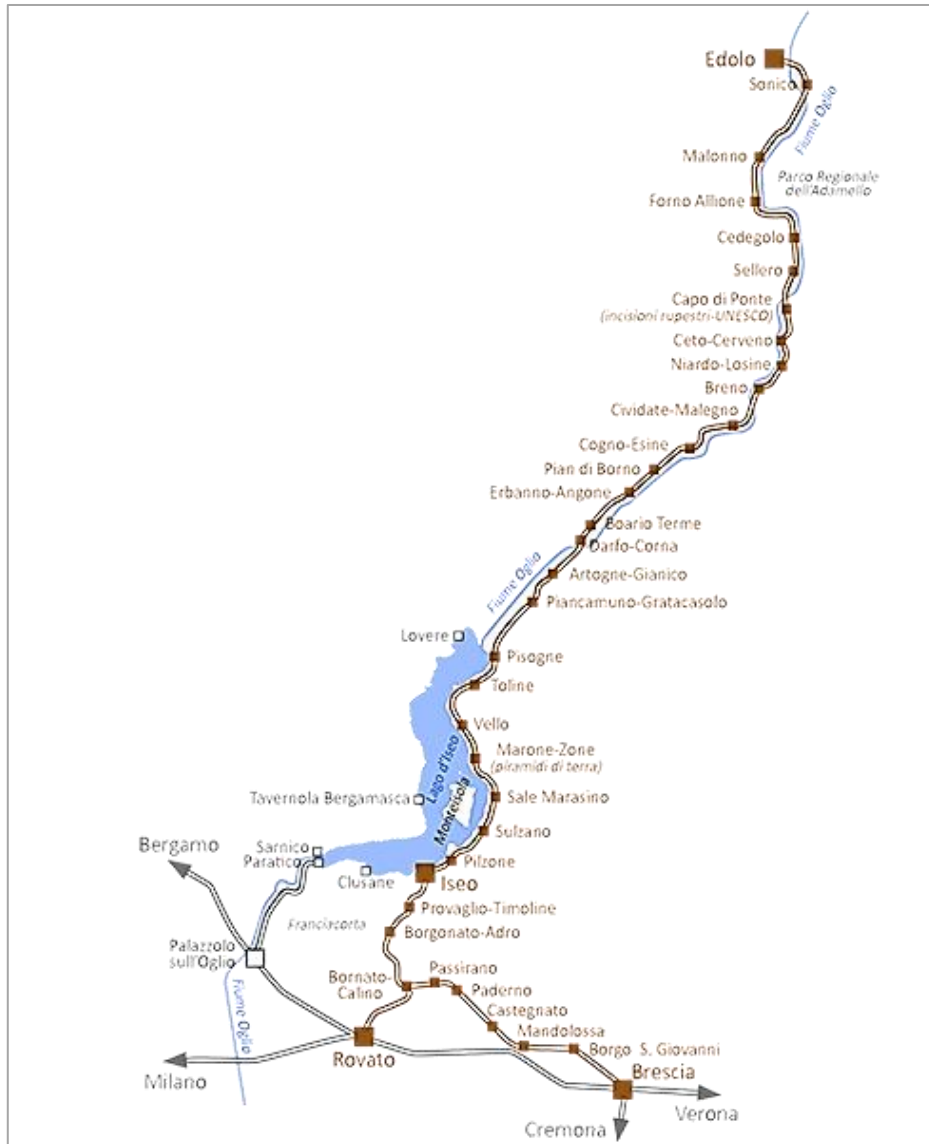 Edolo
Sonico
Fiume Oglio
Malonno
Parco Regionale
dell'Adamello
Forno Allione
Cedegolo
Sellero
Capo di Ponte
(incisioni rupestri-UNESCO)
Ceto-Cerveno
Niardo-Losine
Breno
Cividate-Malegno
Cogno-Esine
Pian di Borno
Erbanno-Angone
Boario Terme
Darfo-Corna
Fiume Oglio
Artogne-Gianico
Piancamuno-Gratacasolo
Lovere
Pisogne
Toline
Vello
Lago d'Iseo
Marone-Zone
(piramidi di terra)
Monteisola
Tavernola Bergamasca
Sale Marasino
Sulzano
Bergamo
Sarnico
Paratico
Pilzone
Clusane
Iseo
Provaglio-Timoline
Franciacorta
Borgonato-Adro
Palazzolo
sull'Oglio
Passirano
Bornato-
Calino
Paderno
Fiume Oglio
Castegnato
Mandolossa
Rovato
Borgo S. Giovanni
Milano
Brescia
Verona
Cremona